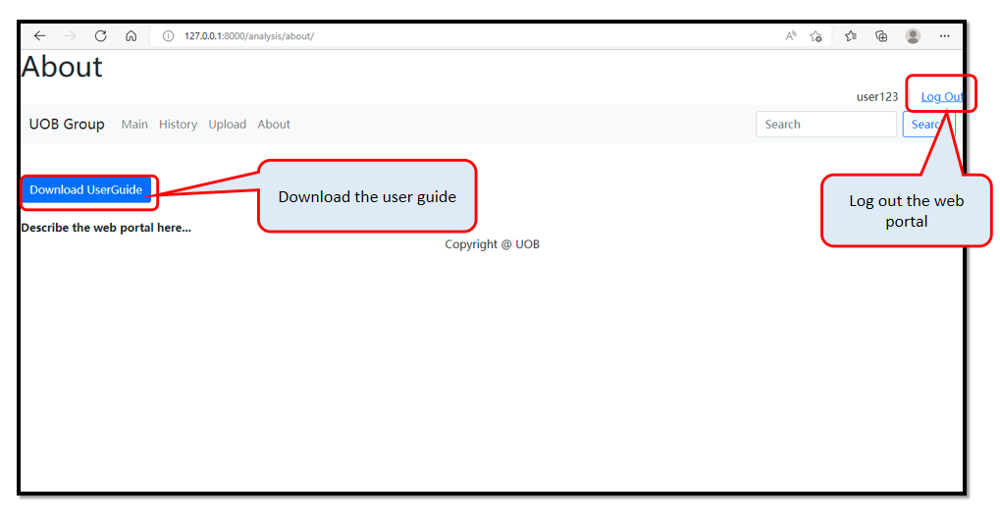 127.0.0.1:8000/analysis/about/
About
user123 Log Out
UOB Group Main History Upload About Search Search
Download UserGuide
Download the user guide
Log out the web
portal
Describe the web portal here...
Copyright @ UOB